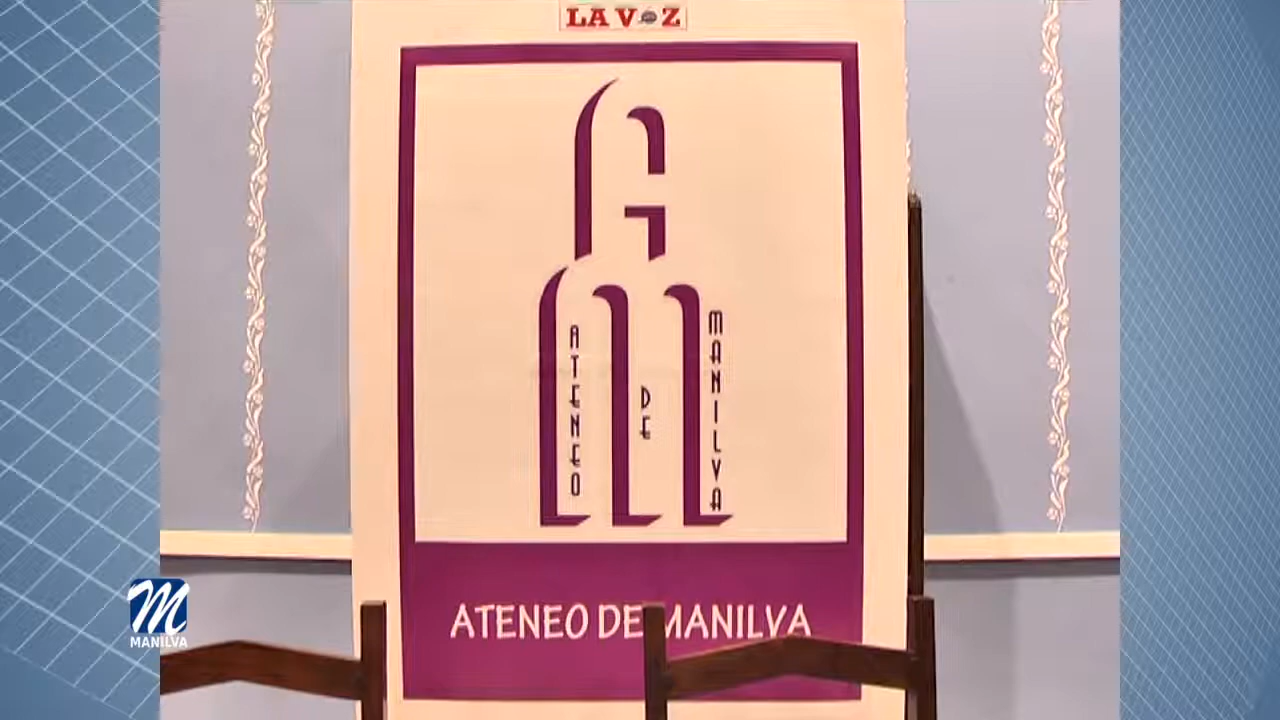 LA VOZ
ATENEO
DE
MANILVA
ATENEO DE MANILVA
M
MANILVA